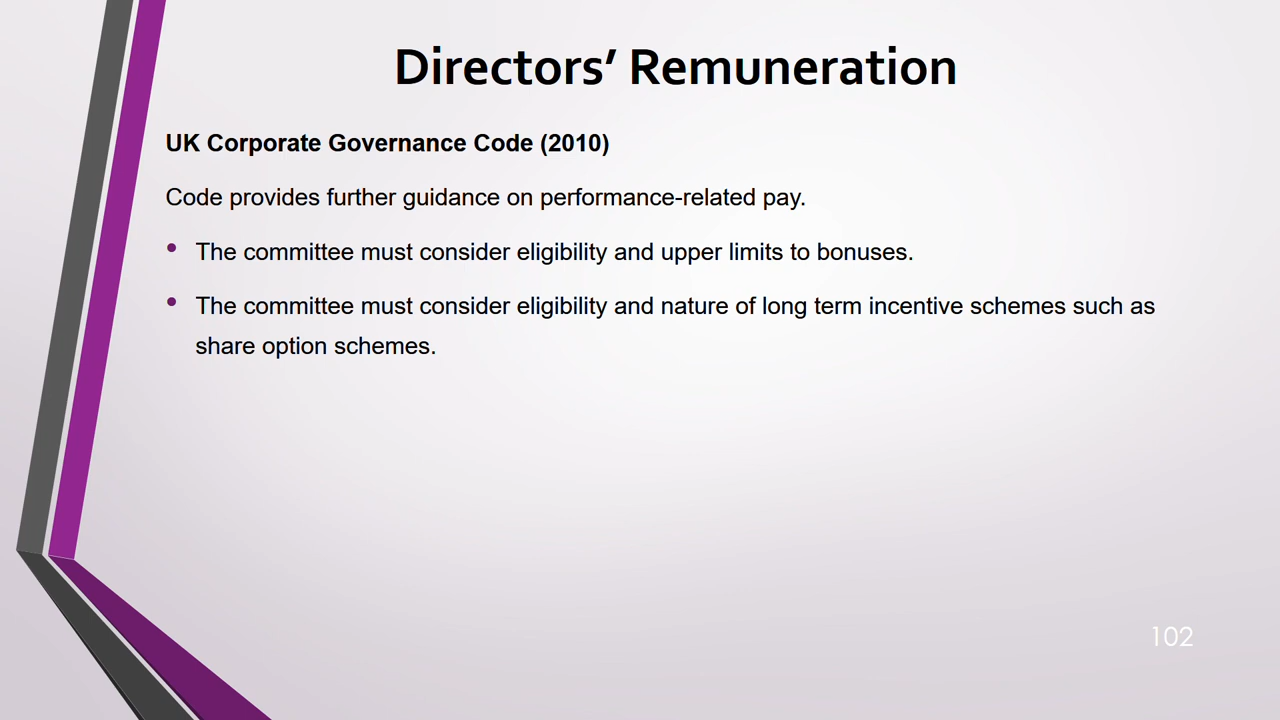 Directors’ Remuneration
UK Corporate Governance Code (2010)
Code provides further guidance on performance-related pay.
• The committee must consider eligibility and upper limits to bonuses.
• The committee must consider eligibility and nature of long term incentive schemes such as
share option schemes.
102